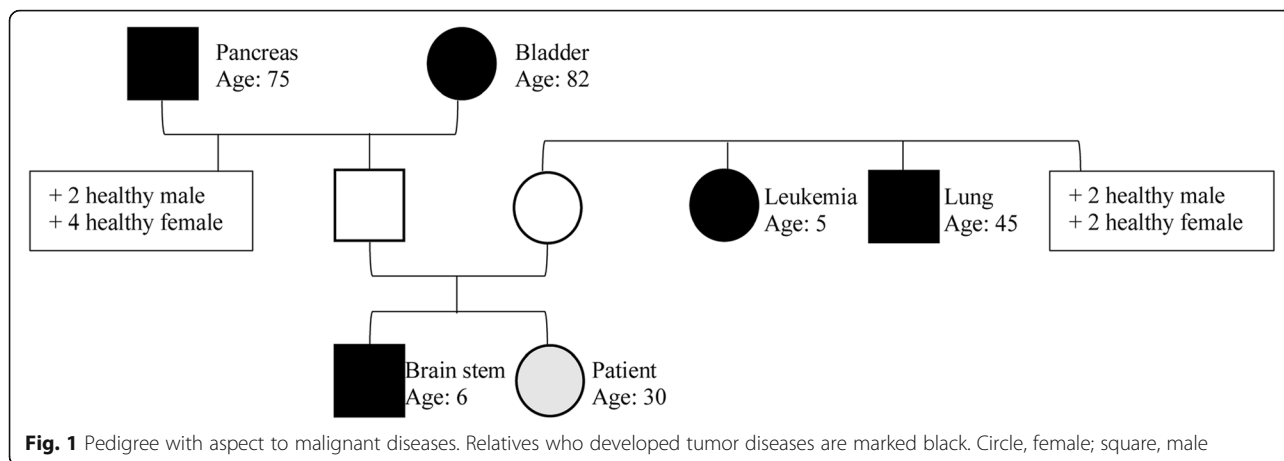 Pancreas
Age: 75
Bladder
Age: 82
+ 2 healthy male
+ 4 healthy female
Leukemia
Age: 5
Lung
Age: 45
+ 2 healthy male
+ 2 healthy female
Brain stem
Age: 6
Patient
Age: 30
Fig. 1 Pedigree with aspect to malignant diseases. Relatives who developed tumor diseases are marked black. Circle, female; square, male